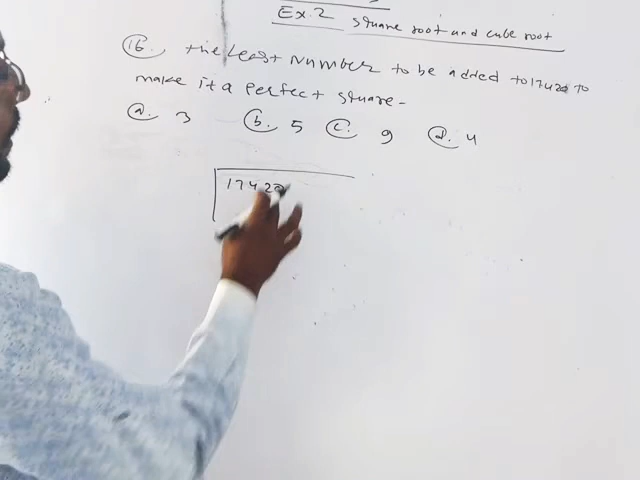 Ex.2 square root and cube root
16. the Least number to be added to 17420 to
make it a perfect square-
a. 3 b. 5 c. 9 d. 4
17420